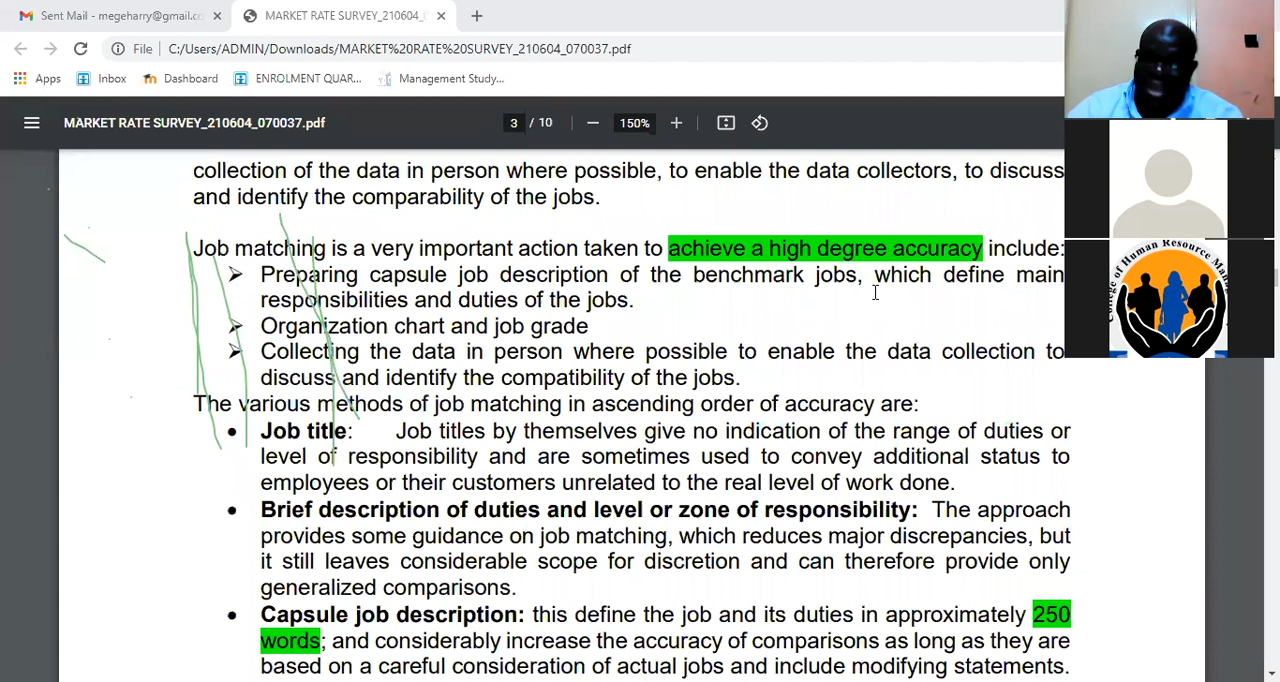 Sent Mail - megeharry@gmail.co
MARKET RATE SURVEY_210604_
File
C:/Users/ADMIN/Downloads/MARKET%20RATE%20SURVEY_210604_070037.pdf
Apps
Inbox
Dashboard
ENROLMENT QUAR...
Management Study...
MARKET RATE SURVEY_210604_070037.pdf
3 / 10
150%
collection of the data in person where possible, to enable the data collectors, to discuss
and identify the comparability of the jobs.
Job matching is a very important action taken to achieve a high degree accuracy include:
Preparing capsule job description of the benchmark jobs, which define main
responsibilities and duties of the jobs.
Organization chart and job grade
Collecting the data in person where possible to enable the data collection to
discuss and identify the compatibility of the jobs.
The various methods of job matching in ascending order of accuracy are:
• Job title: Job titles by themselves give no indication of the range of duties or
level of responsibility and are sometimes used to convey additional status to
employees or their customers unrelated to the real level of work done.
• Brief description of duties and level or zone of responsibility: The approach
provides some guidance on job matching, which reduces major discrepancies, but
it still leaves considerable scope for discretion and can therefore provide only
generalized comparisons.
• Capsule job description: this define the job and its duties in approximately 250
words; and considerably increase the accuracy of comparisons as long as they are
based on a careful consideration of actual jobs and include modifying statements.
College of Human Resource Mana